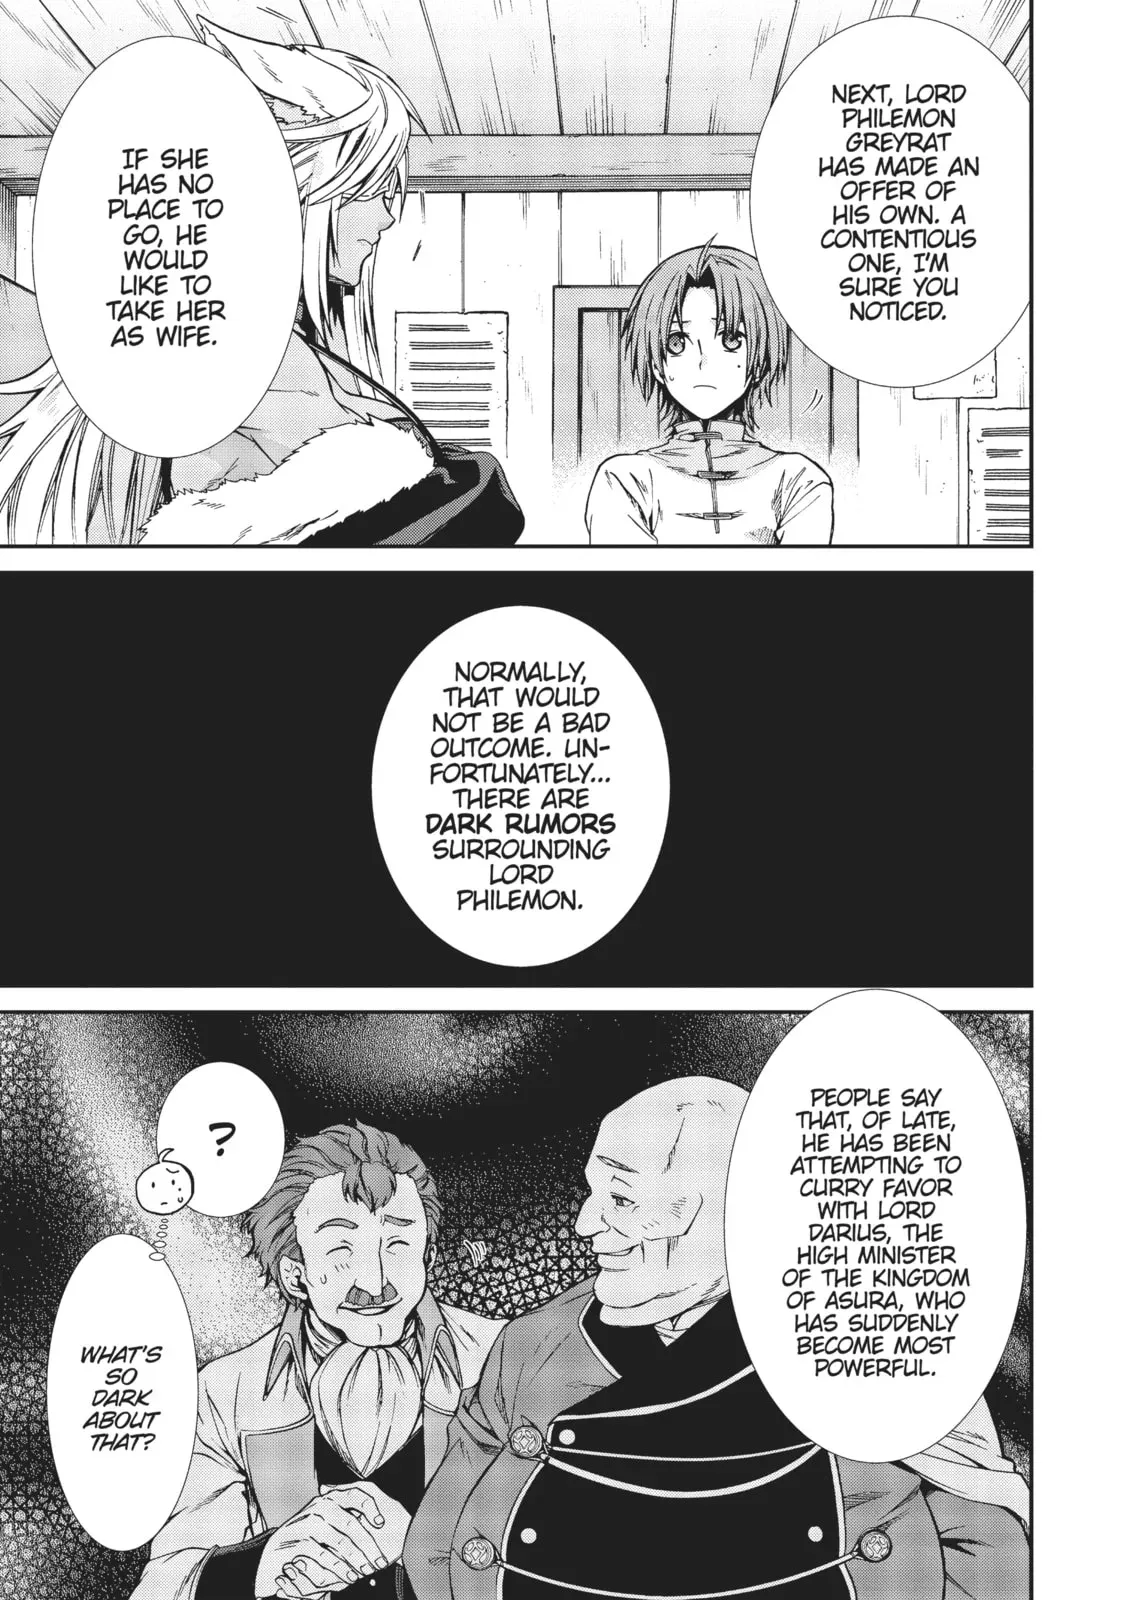 NEXT, LORD
PHILEMON
GREYRAT
HAS MADE AN
OFFER OF
HIS OWN. A
CONTENTIOUS
ONE, I'M
SURE YOU
NOTICED.
IF SHE
HAS NO
PLACE TO
GO, HE
WOULD
LIKE TO
TAKE HER
AS WIFE.
NORMALLY,
THAT WOULD
NOT BE A BAD
OUTCOME. UN-
FORTUNATELY...
THERE ARE
DARK RUMORS
SURROUNDING
LORD
PHILEMON.
PEOPLE SAY
THAT, OF LATE,
HE HAS BEEN
ATTEMPTING TO
CURRY FAVOR
WITH LORD
DARIUS, THE
HIGH MINISTER
OF THE KINGDOM
OF ASURA, WHO
HAS SUDDENLY
BECOME MOST
POWERFUL.
?
WHAT'S
SO
DARK
ABOUT
THAT?